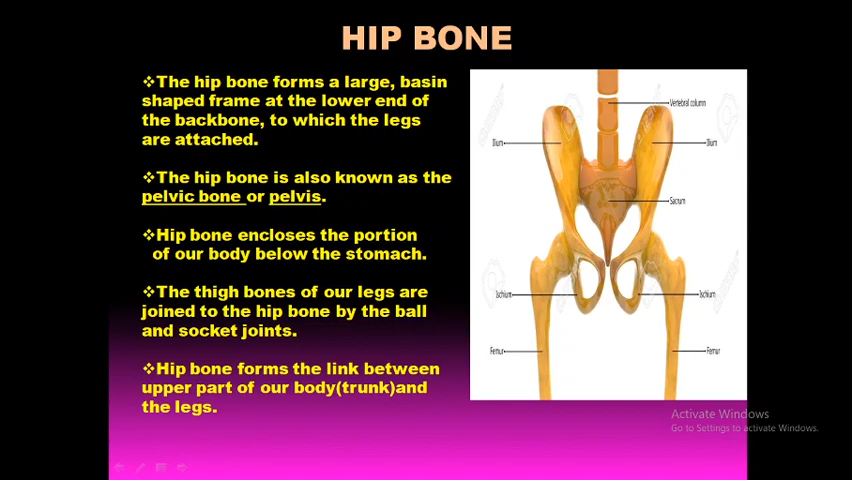 HIP BONE
❖The hip bone forms a large, basin
shaped frame at the lower end of
the backbone, to which the legs
are attached.
❖The hip bone is also known as the
pelvic bone or pelvis.
❖Hip bone encloses the portion
of our body below the stomach.
❖The thigh bones of our legs are
joined to the hip bone by the ball
and socket joints.
❖Hip bone forms the link between
upper part of our body(trunk)and
the legs.
Vertebral column
Ilium
Ilium
Sacrum
Ischium
Ischium
Femur
Femur
Activate Windows
Go to Settings to activate Windows.